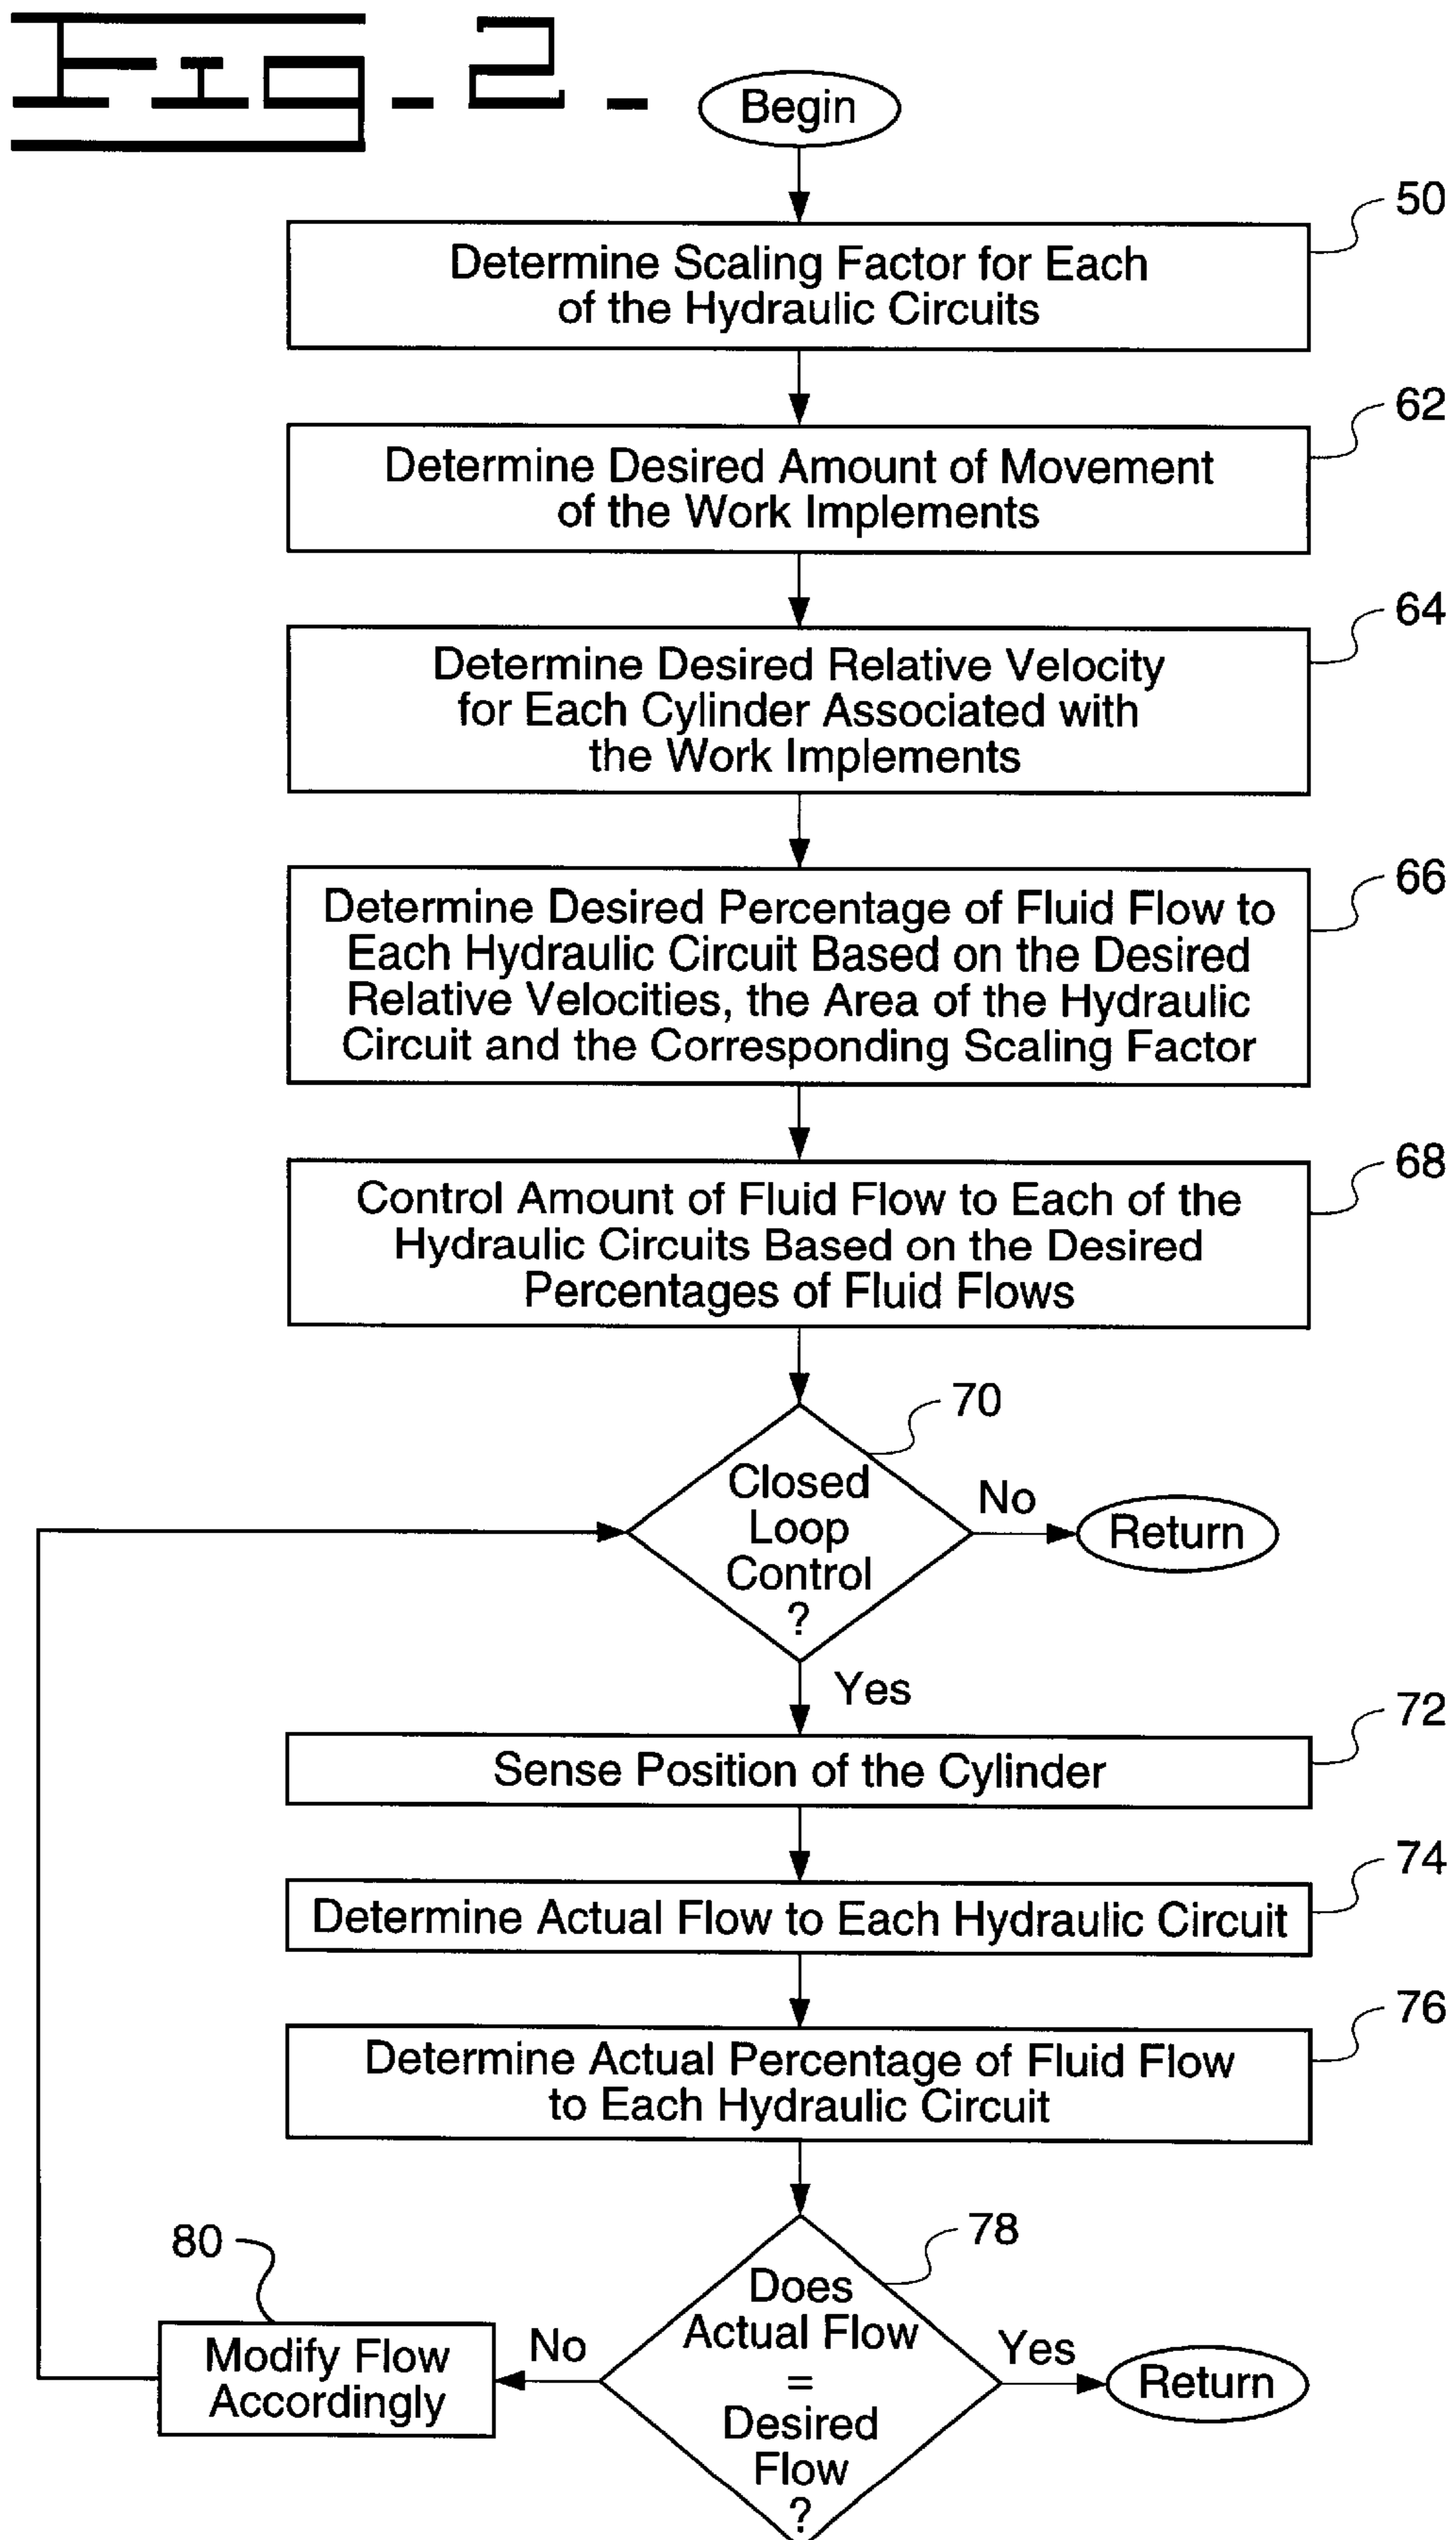 Fig-2-
Begin
50
Determine Scaling Factor for Each
of the Hydraulic Circuits
62
Determine Desired Amount of Movement
of the Work Implements
64
Determine Desired Relative Velocity
for Each Cylinder Associated with
the Work Implements
66
Determine Desired Percentage of Fluid Flow to
Each Hydraulic Circuit Based on the Desired
Relative Velocities, the Area of the Hydraulic
Circuit and the Corresponding Scaling Factor
68
Control Amount of Fluid Flow to Each of the
Hydraulic Circuits Based on the Desired
Percentages of Fluid Flows
70
Closed
Loop
Control
?
No
Return
Yes
72
Sense Position of the Cylinder
74
Determine Actual Flow to Each Hydraulic Circuit
76
Determine Actual Percentage of Fluid Flow
to Each Hydraulic Circuit
78
Does
Actual Flow
=
Desired
Flow
?
Yes
Return
No
80
Modify Flow
Accordingly